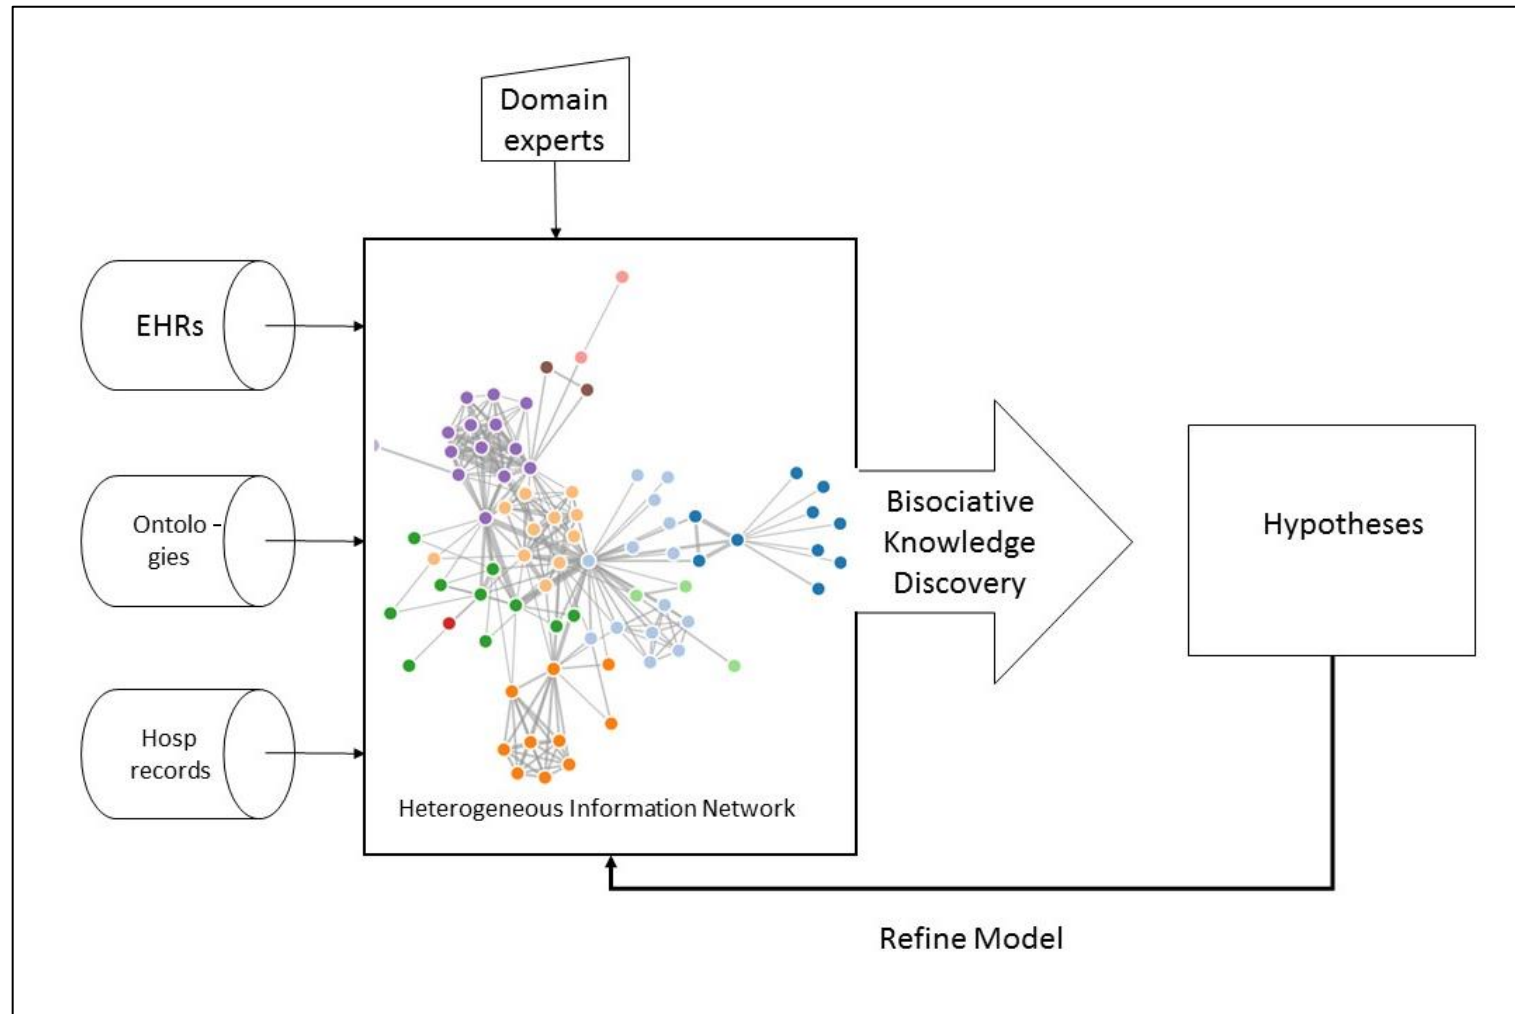 Domain
experts
EHRs
Ontolo -
gies
Hosp
records
Heterogeneous Information Network
Bisociative
Knowledge
Discovery
Hypotheses
Refine Model